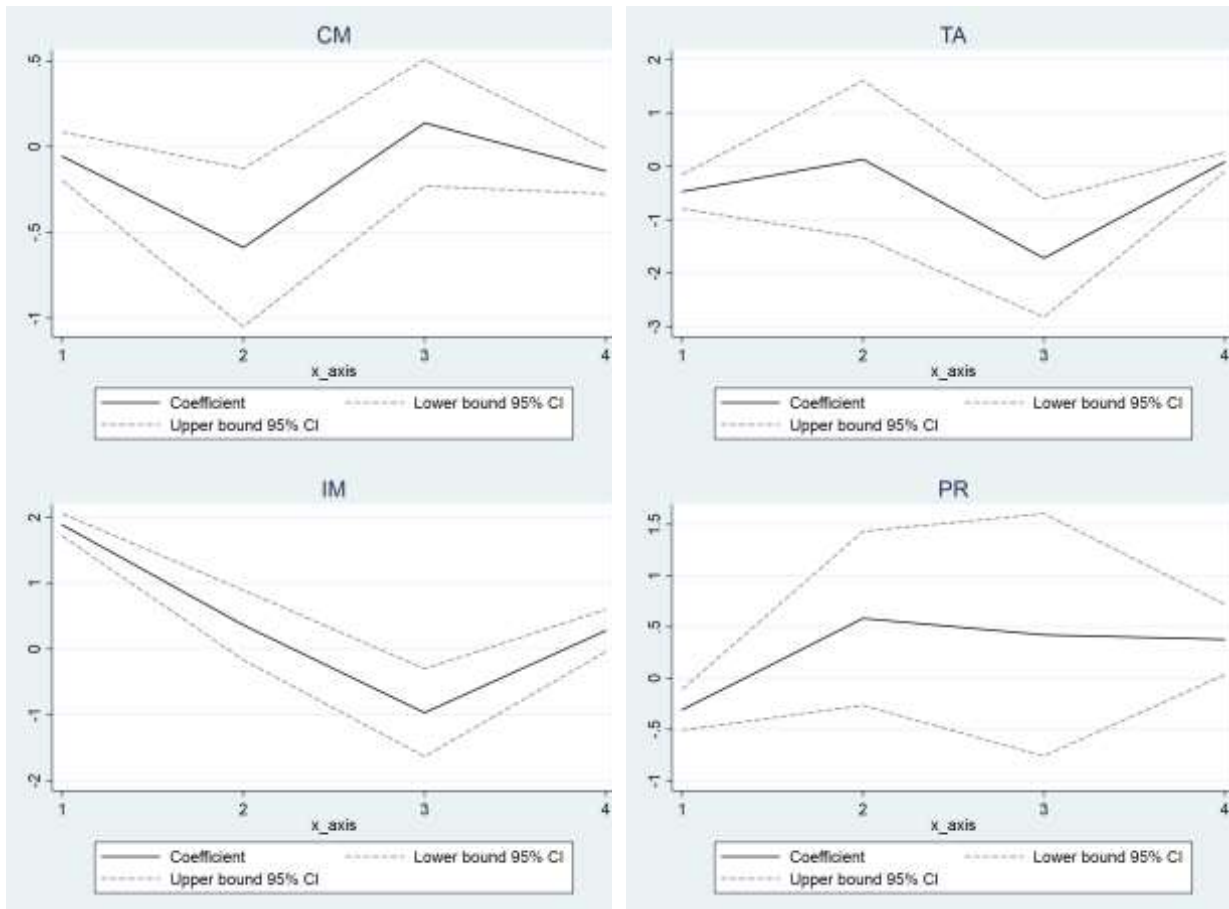 CM
.5
0
-.5
-1
1 2 3 4
x_axis
Coefficient Lower bound 95% CI
Upper bound 95% CI
TA
2
1
0
-1
-2
-3
1 2 3 4
x_axis
Coefficient Lower bound 95% CI
Upper bound 95% CI
IM
2
1
0
-1
-2
1 2 3 4
x_axis
Coefficient Lower bound 95% CI
Upper bound 95% CI
PR
1.5
1
.5
0
-.5
-1
1 2 3 4
x_axis
Coefficient Lower bound 95% CI
Upper bound 95% CI